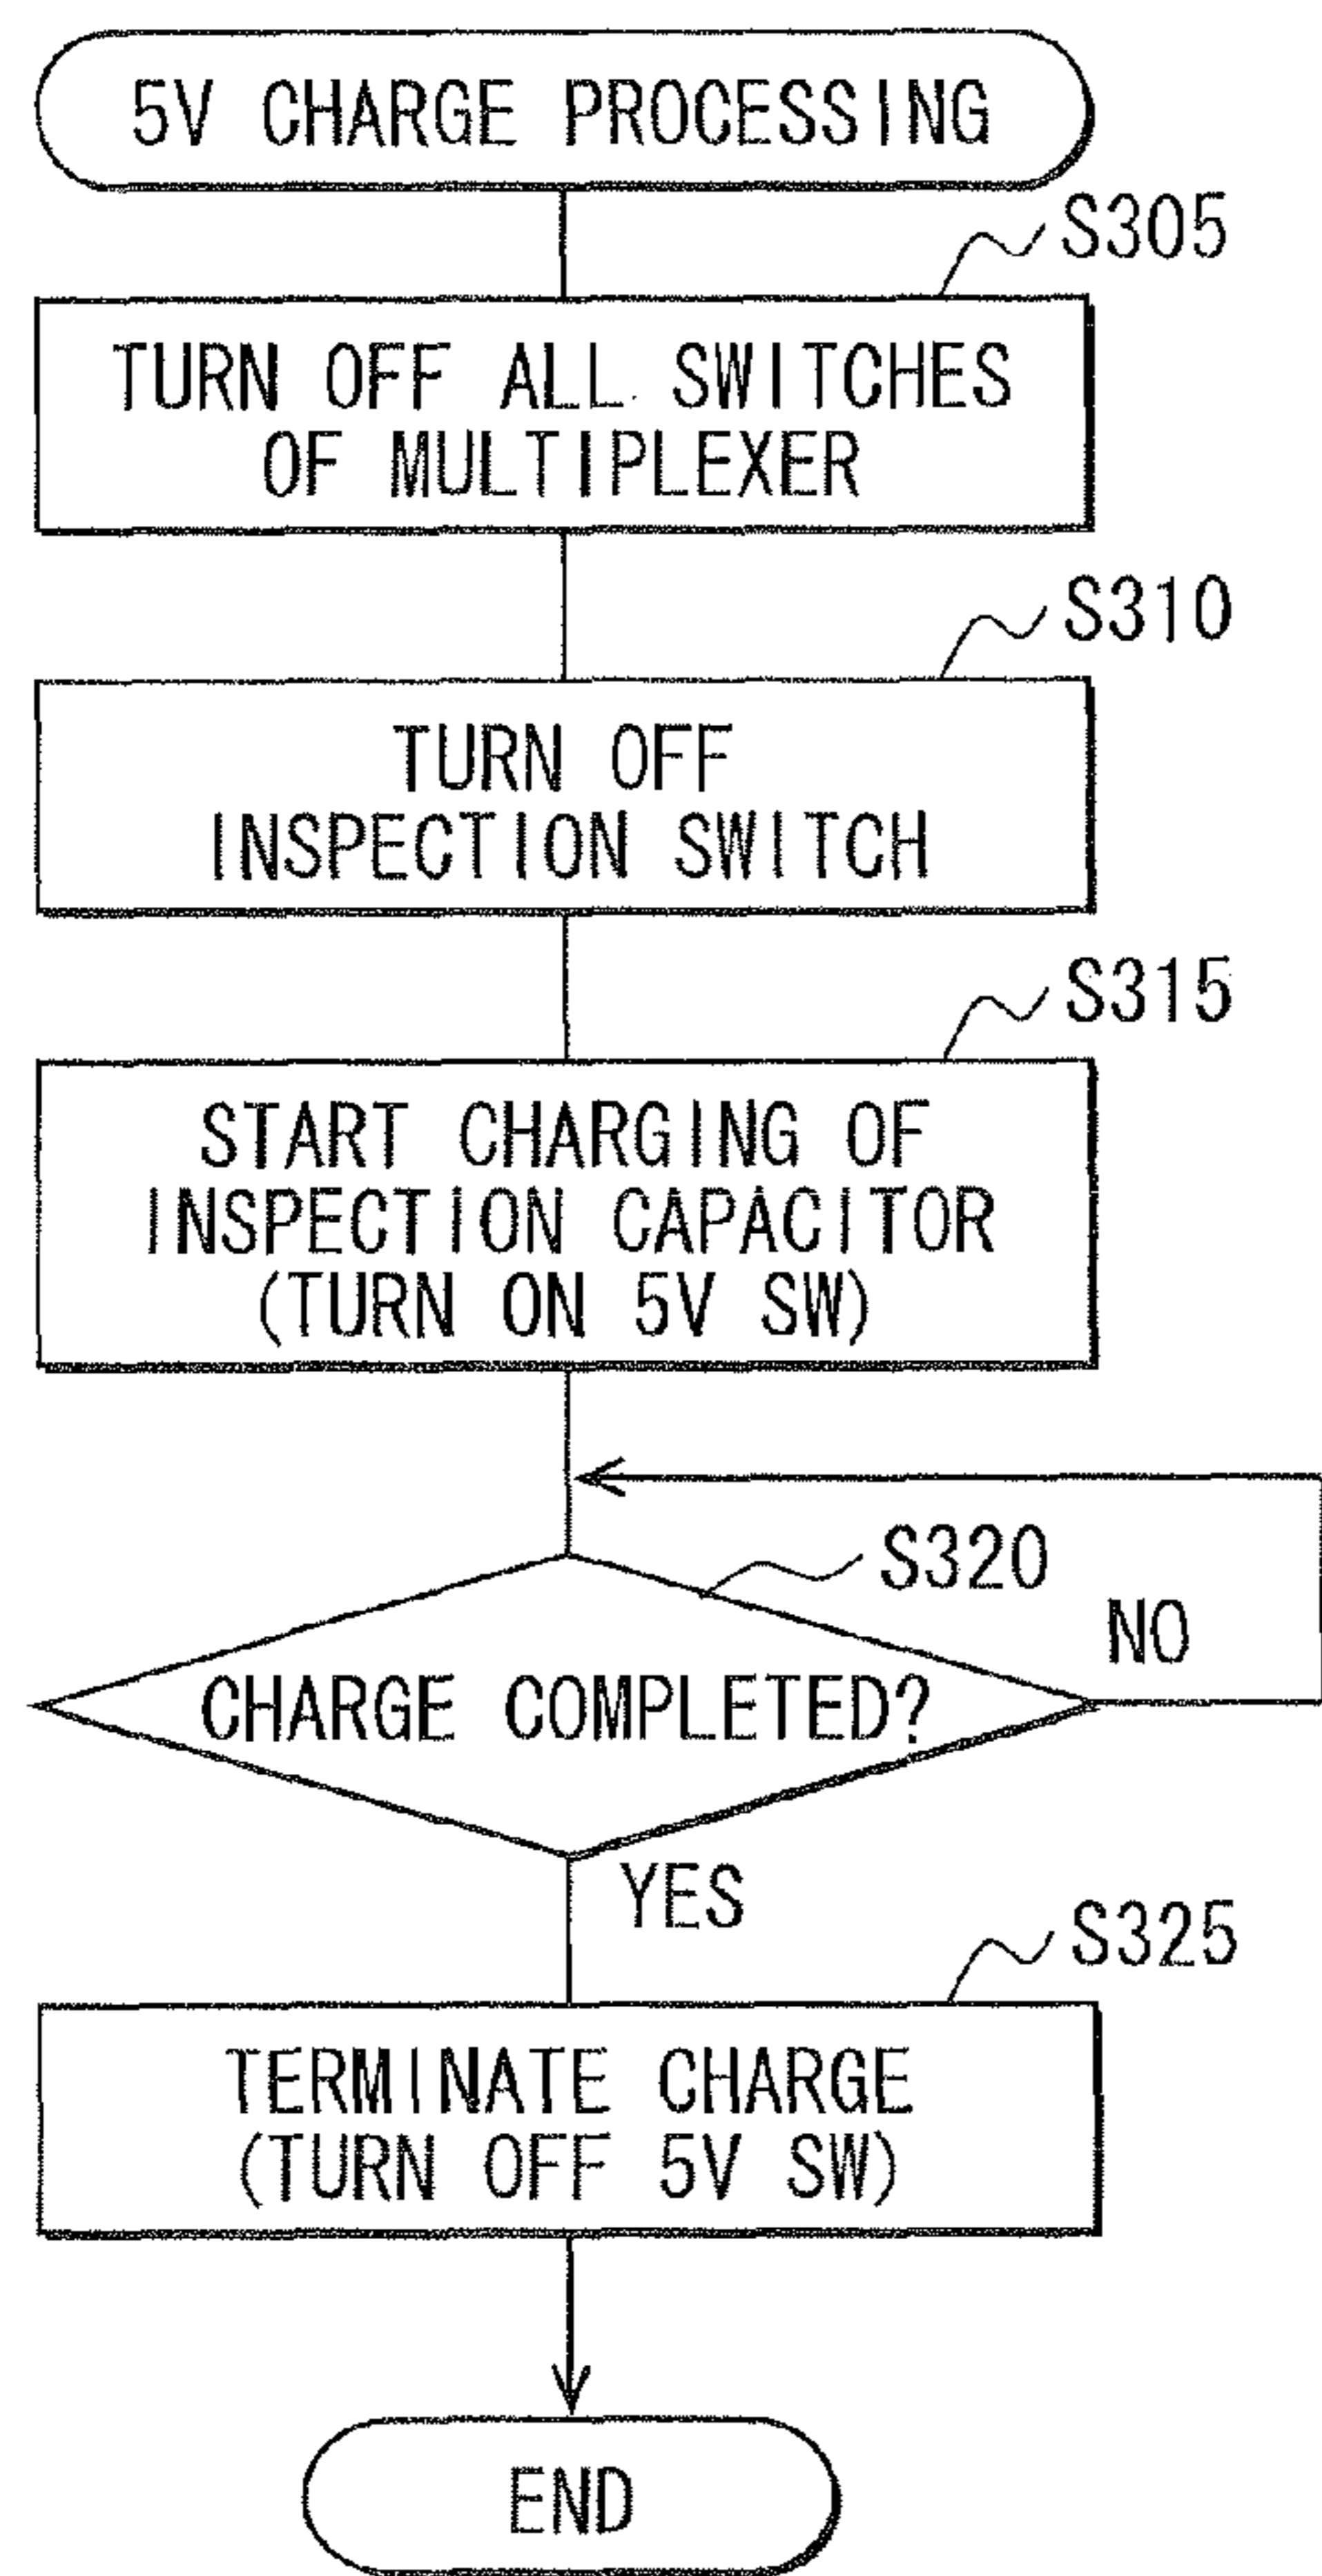 5V CHARGE PROCESSING
S305
TURN OFF ALL SWITCHES
OF MULTIPLEXER
S310
TURN OFF
INSPECTION SWITCH
S315
START CHARGING OF
INSPECTION CAPACITOR
(TURN ON 5V SW)
S320
NO
CHARGE COMPLETED?
YES
S325
TERMINATE CHARGE
(TURN OFF 5V SW)
END